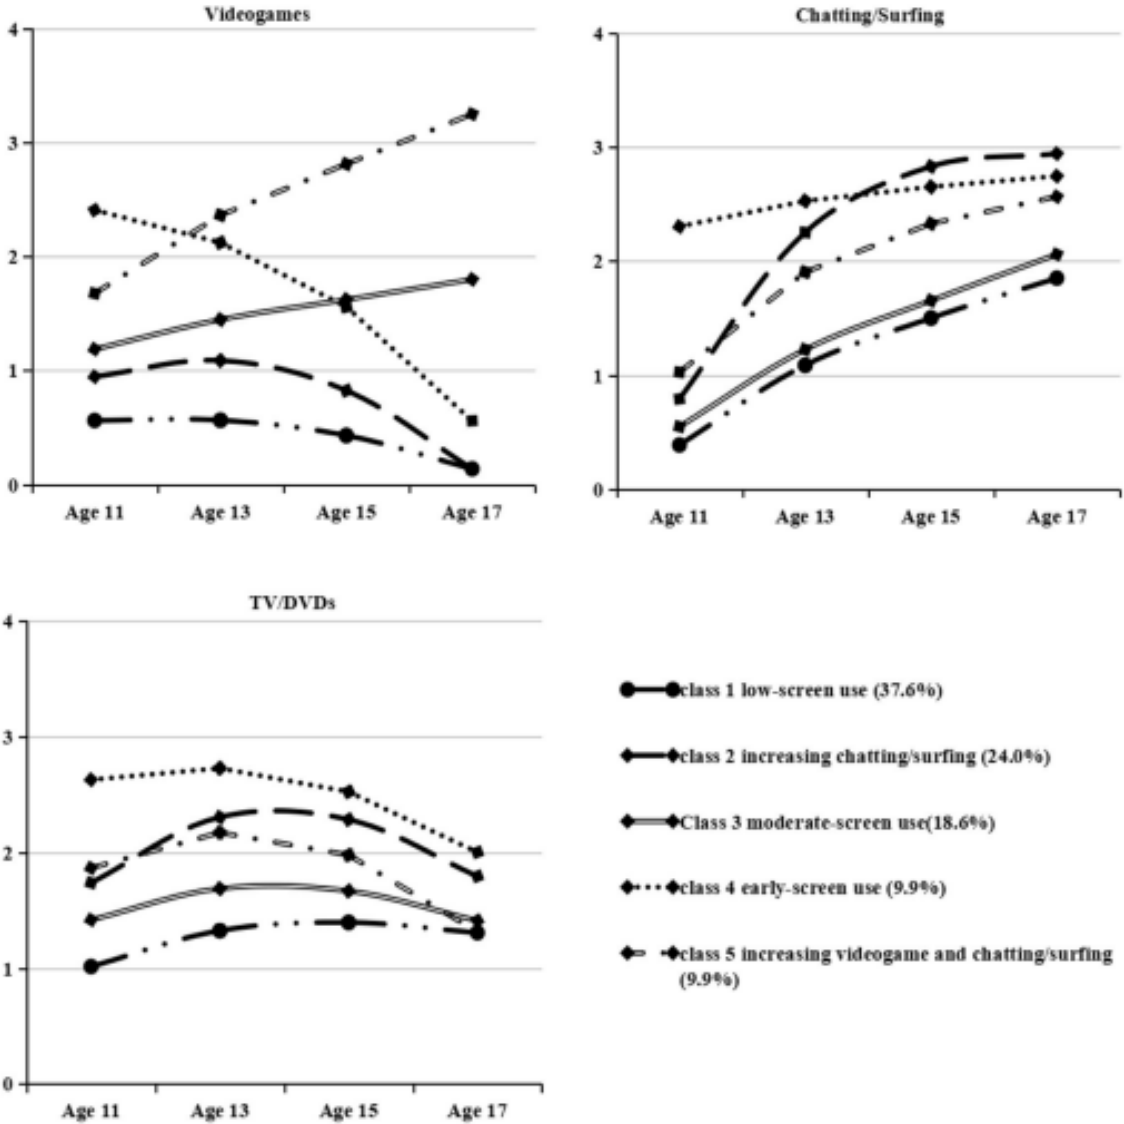 Videogames
4
3
2
1
0
Age 11 Age 13 Age 15 Age 17
Chatting/Surfing
4
3
2
1
0
Age 11 Age 13 Age 15 Age 17
TV/DVDs
4
3
2
1
0
Age 11 Age 13 Age 15 Age 17
class 1 low-screen use (37.6%)
class 2 increasing chatting/surfing (24.0%)
Class 3 moderate-screen use(18.6%)
class 4 early-screen use (9.9%)
class 5 increasing videogame and chatting/surfing
(9.9%)